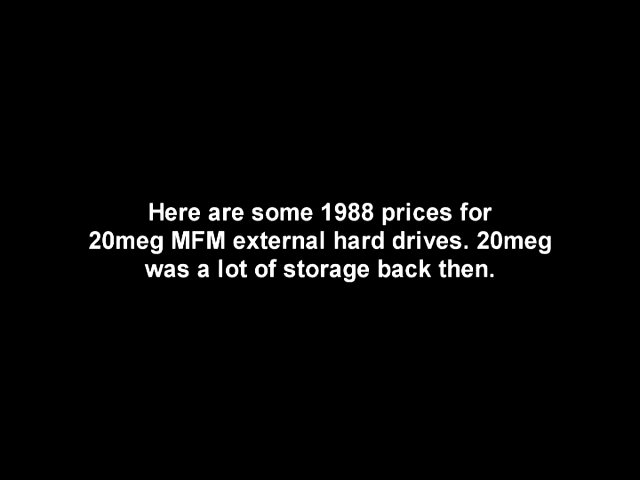 Here are some 1988 prices for
20meg MFM external hard drives. 20meg
was a lot of storage back then.